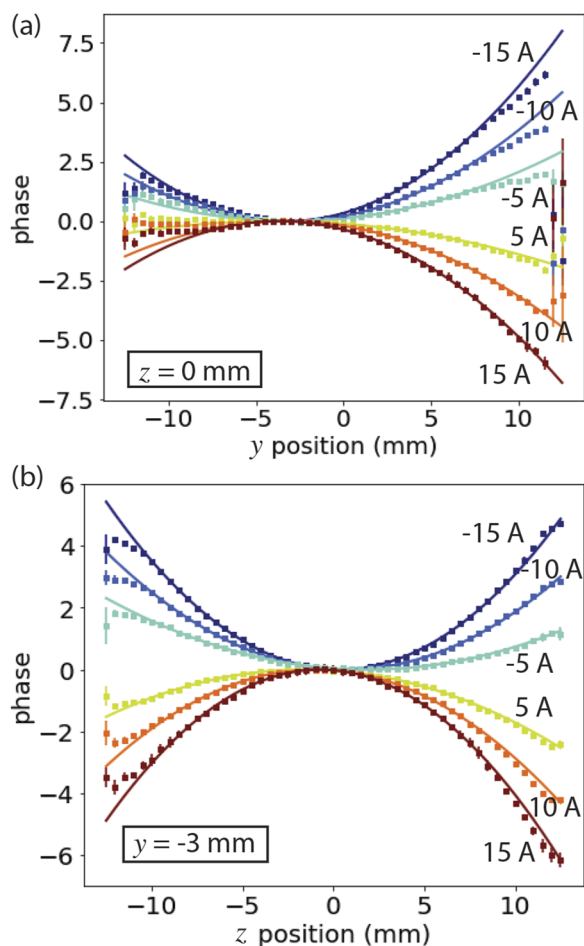 (a)
7.5
5.0
2.5
0.0
-2.5
-5.0
-7.5
phase
-15 A
-10 A
-5 A
5 A
10 A
15 A
z = 0 mm
−10
−5
0
5
10
y position (mm)
(b)
6
4
2
0
−2
−4
−6
phase
-15 A
-10 A
-5 A
5 A
10 A
15 A
y = -3 mm
−10
−5
0
5
10
z position (mm)